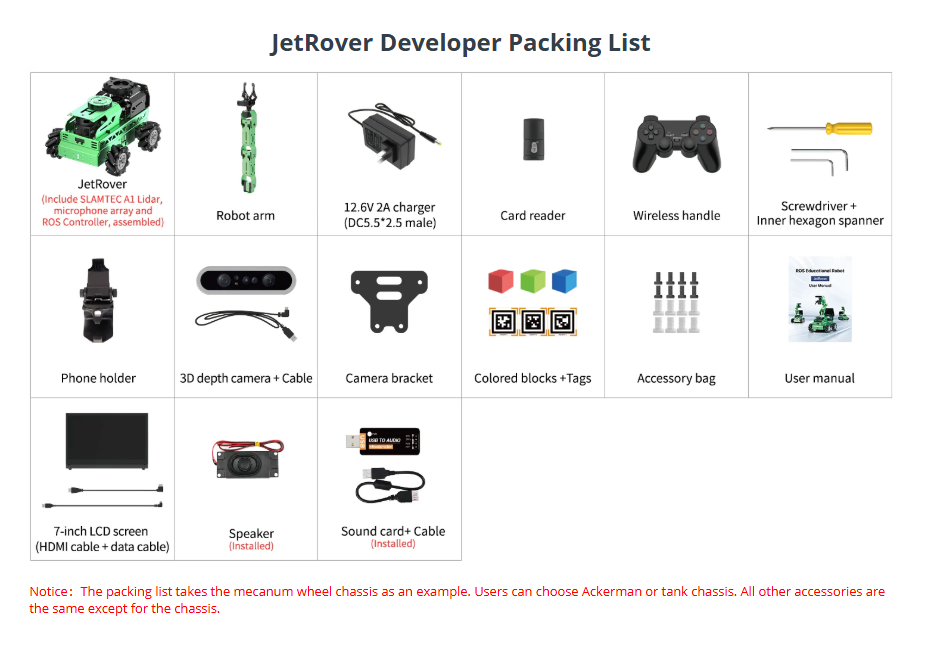 JetRover Developer Packing List
JetRover
(Include SLAMTEC A1 Lidar,
microphone array and
ROS Controller, assembled)
Robot arm
12.6V 2A charger
(DC5.5*2.5 male)
Card reader
Wireless handle
Screwdriver +
Inner hexagon spanner
Phone holder
3D depth camera + Cable
Camera bracket
Colored blocks +Tags
Accessory bag
ROS Educational Robot
JetRover
User Manual
User manual
7-inch LCD screen
(HDMI cable + data cable)
Speaker
(Installed)
USB TO AUDIO
Sound card+ Cable
(Installed)
Notice: The packing list takes the mecanum wheel chassis as an example. Users can choose Ackerman or tank chassis. All other accessories are
the same except for the chassis.